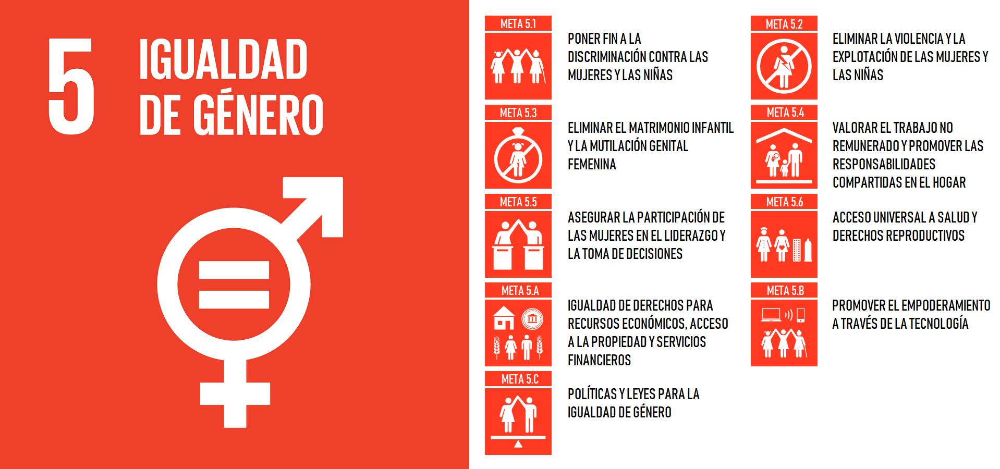 5
IGUALDAD
DE GÉNERO
META 5.1
PONER FIN A LA
DISCRIMINACIÓN CONTRA LAS
MUJERES Y LAS NIÑAS
META 5.2
ELIMINAR LA VIOLENCIA Y LA
EXPLOTACIÓN DE LAS MUJERES Y
LAS NIÑAS
META 5.3
ELIMINAR EL MATRIMONIO INFANTIL
Y LA MUTILACIÓN GENITAL
FEMENINA
META 5.4
VALORAR EL TRABAJO NO
REMUNERADO Y PROMOVER LAS
RESPONSABILIDADES
COMPARTIDAS EN EL HOGAR
META 5.5
ASEGURAR LA PARTICIPACIÓN DE
LAS MUJERES EN EL LIDERAZGO Y
LA TOMA DE DECISIONES
META 5.6
ACCESO UNIVERSAL A SALUD Y
DERECHOS REPRODUCTIVOS
META 5.A
IGUALDAD DE DERECHOS PARA
RECURSOS ECONÓMICOS, ACCESO
A LA PROPIEDAD Y SERVICIOS
FINANCIEROS
META 5.B
PROMOVER EL EMPODERAMIENTO
A TRAVÉS DE LA TECNOLOGÍA
META 5.C
POLÍTICAS Y LEYES PARA LA
IGUALDAD DE GÉNERO